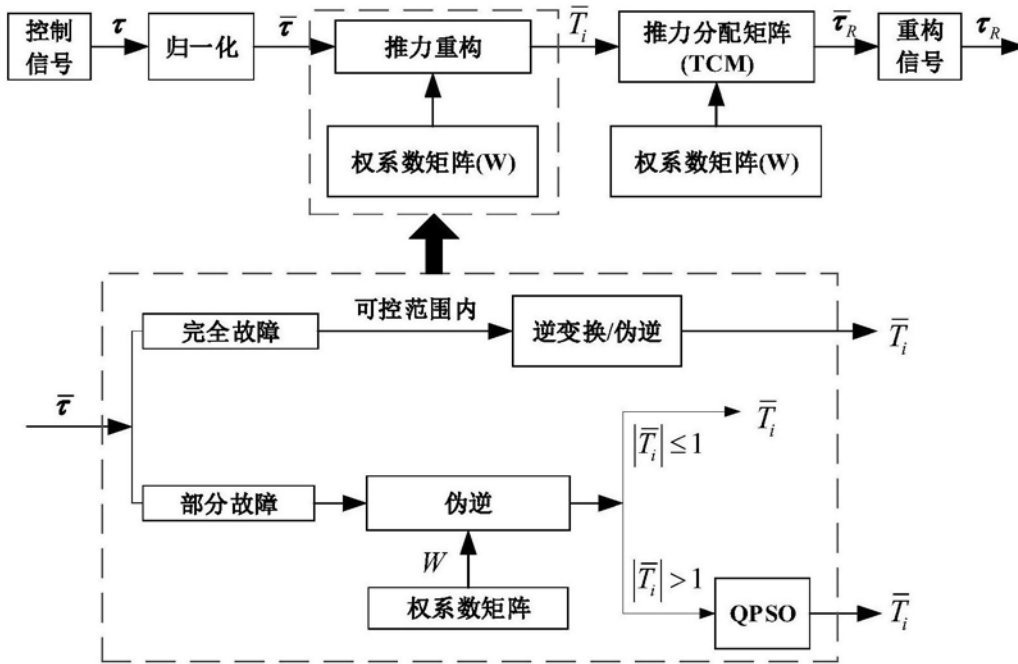 控制
信号
τ
归一化
τ̅
推力重构
T̅ᵢ
推力分配矩阵
(TCM)
τ̅_R
重构
信号
τ_R
权系数矩阵(W)
权系数矩阵(W)
完全故障
可控范围内
逆变换/伪逆
T̅ᵢ
τ̅
部分故障
伪逆
|T̅ᵢ| ≤ 1
T̅ᵢ
W
权系数矩阵
|T̅ᵢ| > 1
QPSO
T̅ᵢ